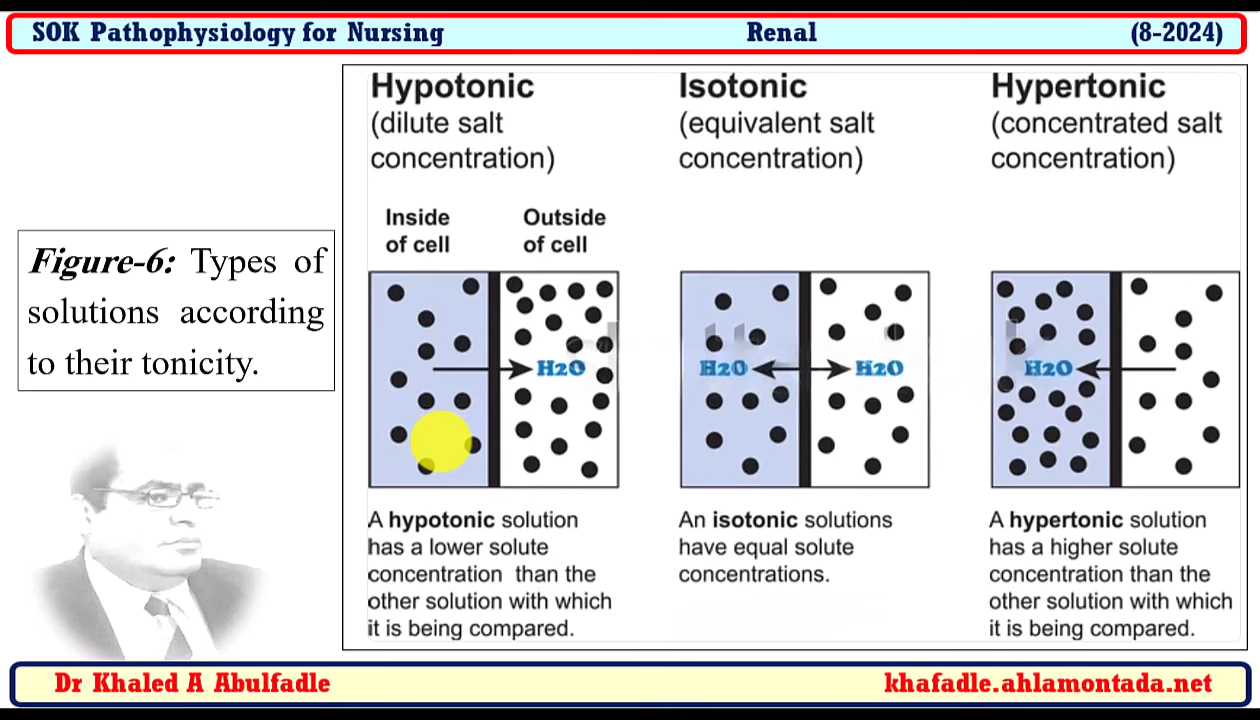 SOK Pathophysiology for Nursing Renal (8-2024)
Figure-6: Types of
solutions according
to their tonicity.
Hypotonic
(dilute salt
concentration)
Inside
of cell
Outside
of cell
H2O
A hypotonic solution
has a lower solute
concentration than the
other solution with which
it is being compared.
Isotonic
(equivalent salt
concentration)
H2O H2O
An isotonic solutions
have equal solute
concentrations.
Hypertonic
(concentrated salt
concentration)
H2O
A hypertonic solution
has a higher solute
concentration than the
other solution with which
it is being compared.
Dr Khaled A Abulfadle khafadle.ahlamontada.net